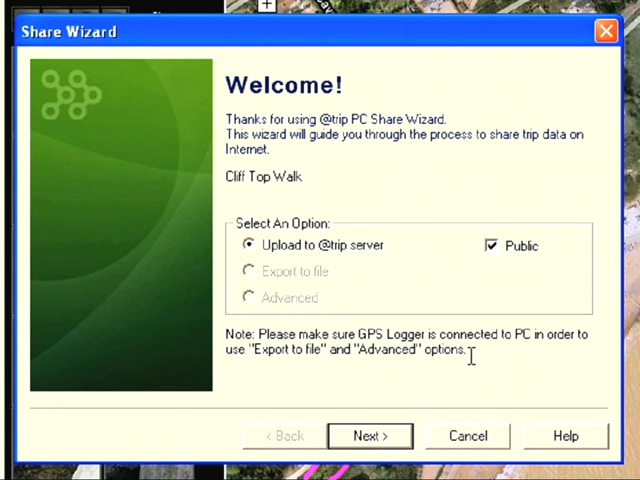 Share Wizard
Welcome!
Thanks for using @trip PC Share Wizard.
This wizard will guide you through the process to share trip data on
Internet.
Cliff Top Walk
Select An Option:
Upload to @trip server
Public
Export to file
Advanced
Note: Please make sure GPS Logger is connected to PC in order to
use "Export to file" and "Advanced" options.
< Back
Next >
Cancel
Help